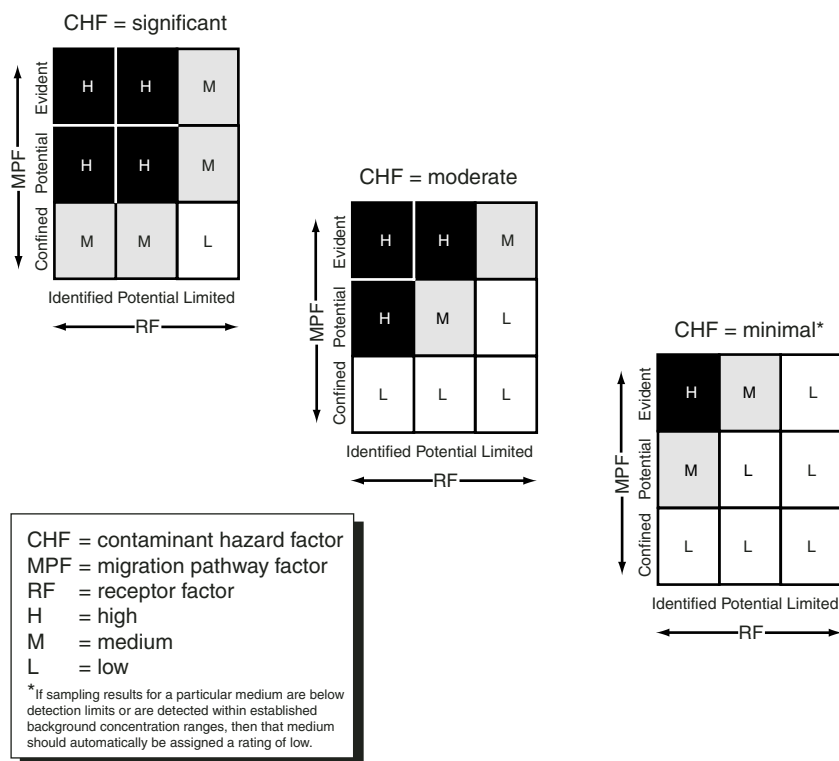 CHF = significant
MPF
Evident
Potential
Confined
H H M
H H M
M M L
Identified Potential Limited
RF
CHF = moderate
MPF
Evident
Potential
Confined
H H M
H M L
L L L
Identified Potential Limited
RF
CHF = minimal*
MPF
Evident
Potential
Confined
H M L
M L L
L L L
Identified Potential Limited
RF
CHF = contaminant hazard factor
MPF = migration pathway factor
RF = receptor factor
H = high
M = medium
L = low
*If sampling results for a particular medium are below
detection limits or are detected within established
background concentration ranges, then that medium
should automatically be assigned a rating of low.